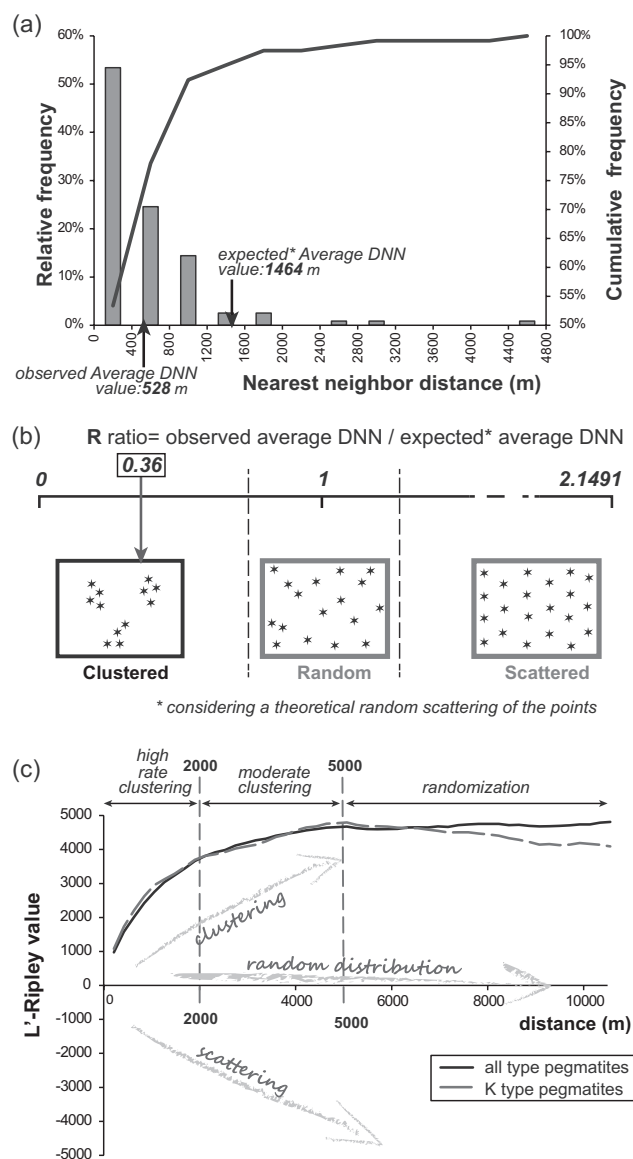 (a)
60%
50%
40%
30%
20%
10%
0%
Relative frequency
100%
95%
90%
85%
80%
75%
70%
65%
60%
55%
50%
Cumulative frequency
expected* Average DNN
value:1464 m
0
400
800
1200
1600
2000
2400
2800
3200
3600
4000
4400
4800
observed Average DNN
value:528 m
Nearest neighbor distance (m)
(b)
R ratio= observed average DNN / expected* average DNN
0.36
0
1
2.1491
Clustered
Random
Scattered
* considering a theoretical random scattering of the points
(c)
high
rate
clustering
2000
moderate
clustering
5000
randomization
5000
4000
3000
2000
1000
0
-1000
-2000
-3000
-4000
-5000
L'-Ripley value
clustering
random distribution
scattering
0
2000
4000
5000
6000
8000
10000
distance (m)
all type pegmatites
K type pegmatites